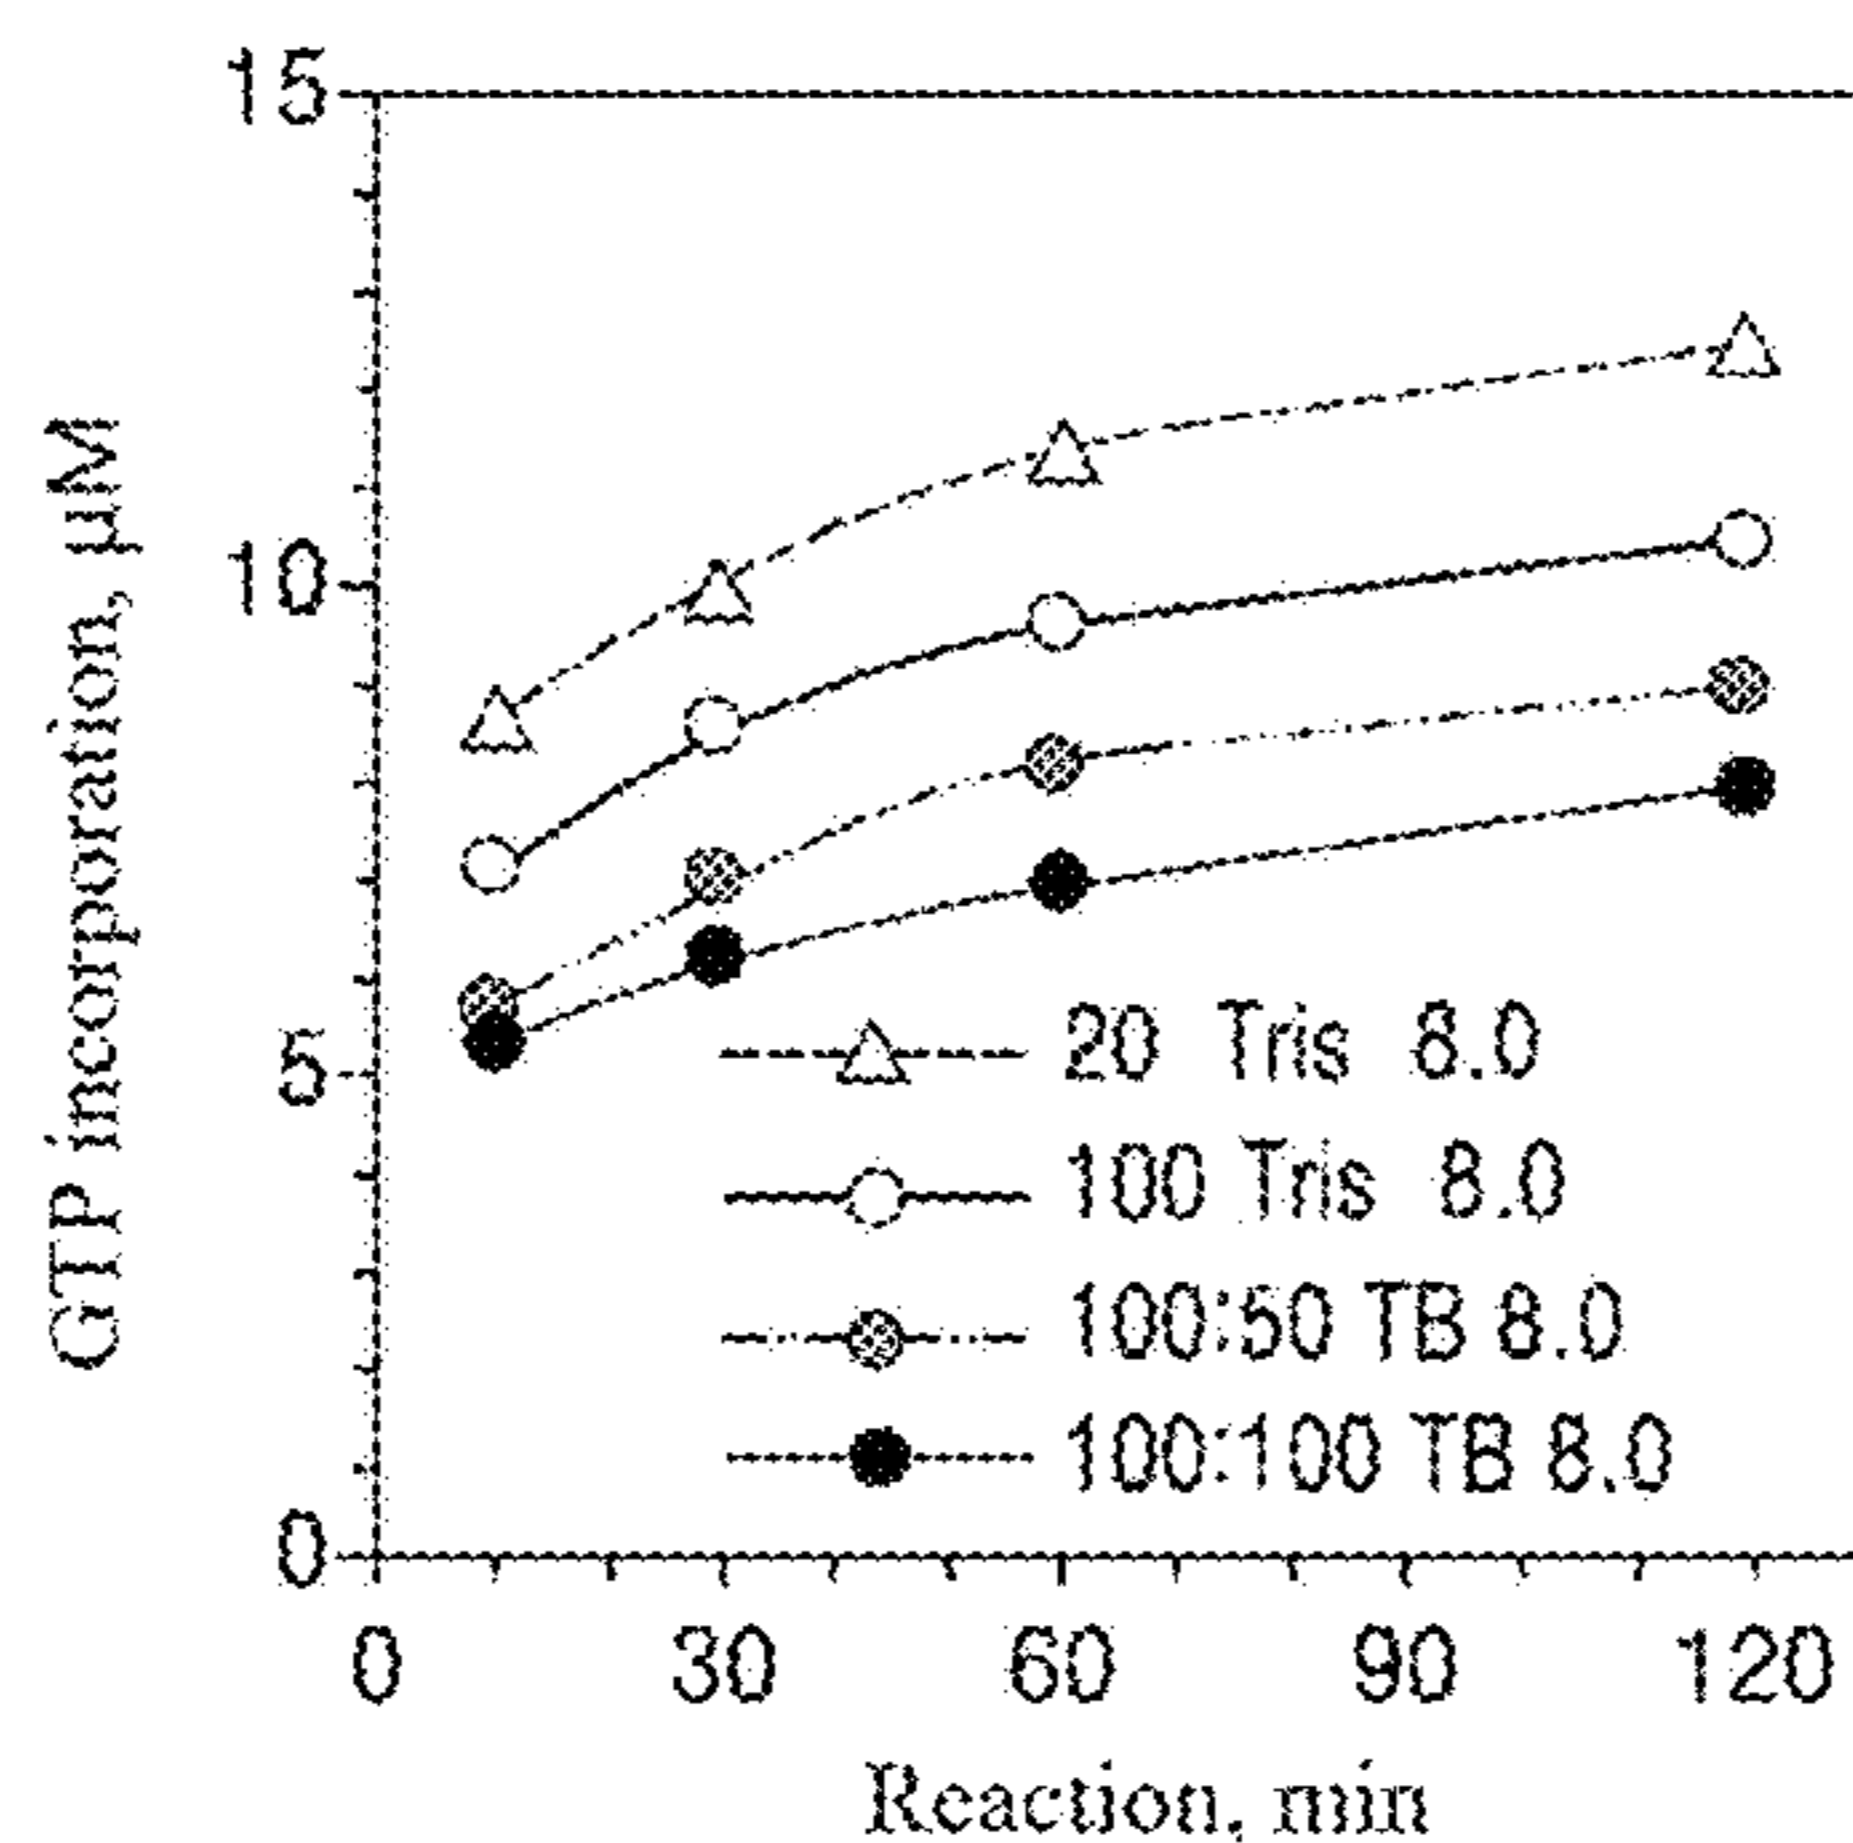 15
10
5
0
GTP incorporation, µM
20 Tris 8.0
100 Tris 8.0
100:50 TB 8.0
100:100 TB 8.0
0 30 60 90 120
Reaction, min